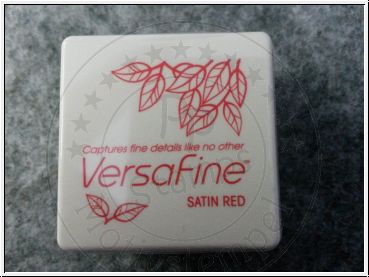 Captures fine details like no other
VersaFine
SATIN RED